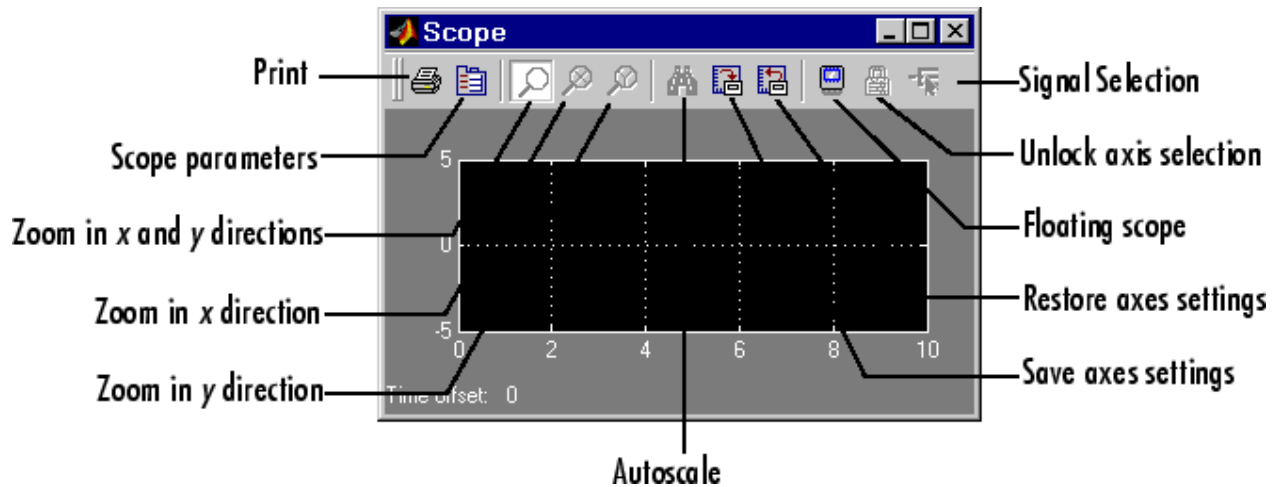 Scope
Print
Signal Selection
Scope parameters
Unlock axis selection
5
Zoom in x and y directions
Floating scope
0
Zoom in x direction
Restore axes settings
-5
0 2 4 6 8 10
Zoom in y direction
Save axes settings
Time offset: 0
Autoscale